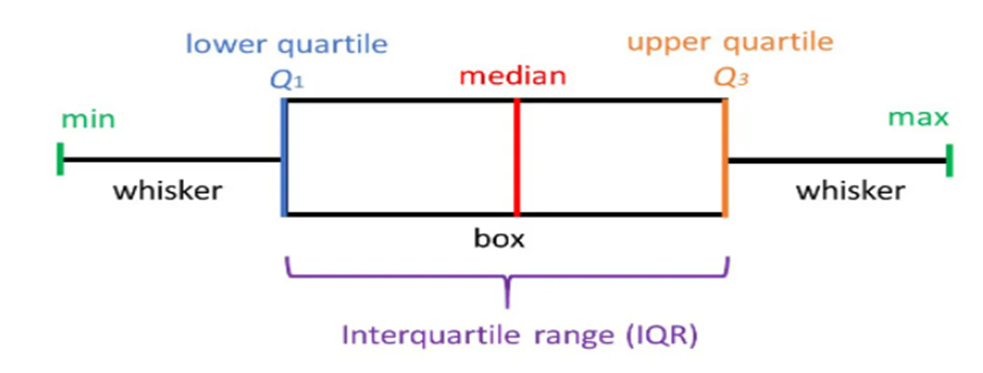 lower quartile
Q1
upper quartile
Q3
median
min
max
whisker
whisker
box
Interquartile range (IQR)